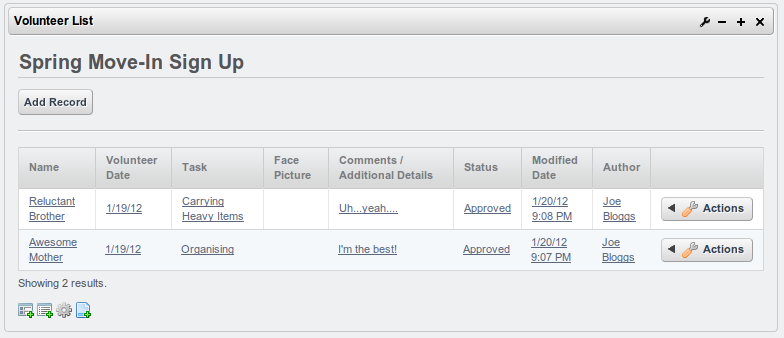 Volunteer List
Spring Move-In Sign Up
Add Record
Name
Volunteer
Date
Task
Face
Picture
Comments /
Additional Details
Status
Modified
Date
Author
Reluctant
Brother
1/19/12
Carrying
Heavy Items
Uh...yeah....
Approved
1/20/12
9:08 PM
Joe
Bloggs
Actions
Awesome
Mother
1/19/12
Organising
I'm the best!
Approved
1/20/12
9:07 PM
Joe
Bloggs
Actions
Showing 2 results.